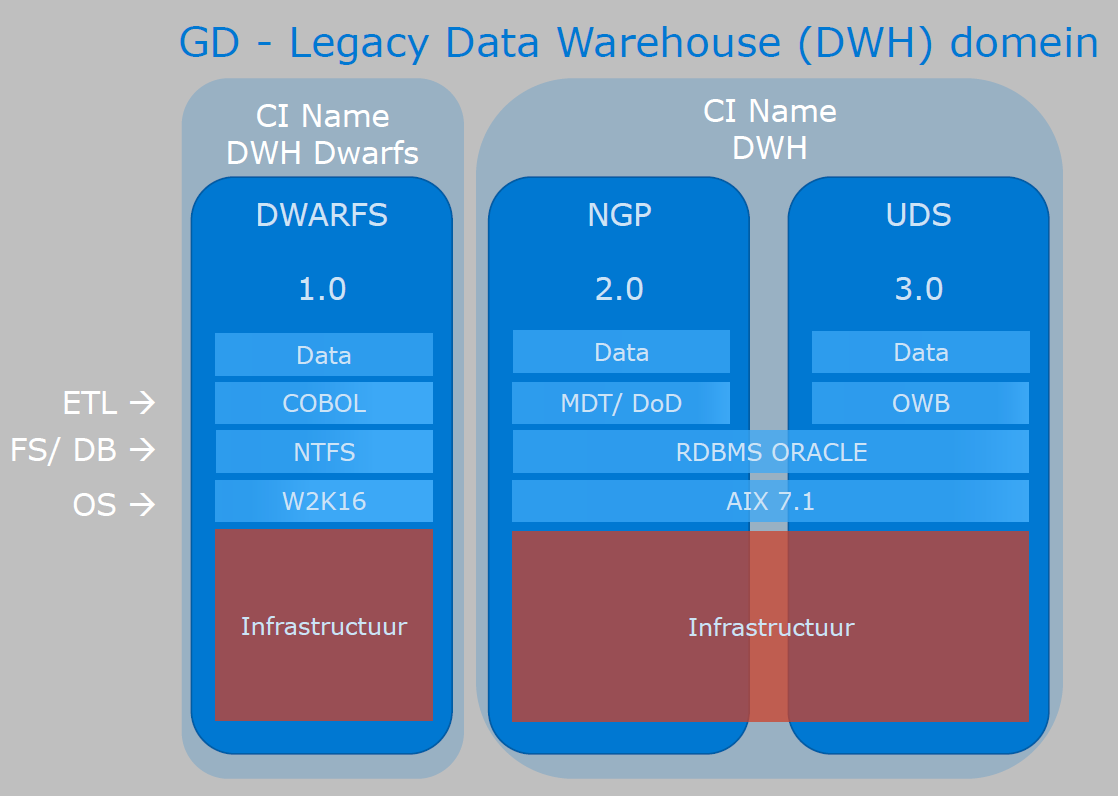 GD - Legacy Data Warehouse (DWH) domein
CI Name
DWH Dwarfs
CI Name
DWH
DWARFS
NGP
UDS
1.0
2.0
3.0
Data
Data
Data
ETL →
COBOL
MDT/ DoD
OWB
FS/ DB →
NTFS
RDBMS ORACLE
OS →
W2K16
AIX 7.1
Infrastructuur
Infrastructuur